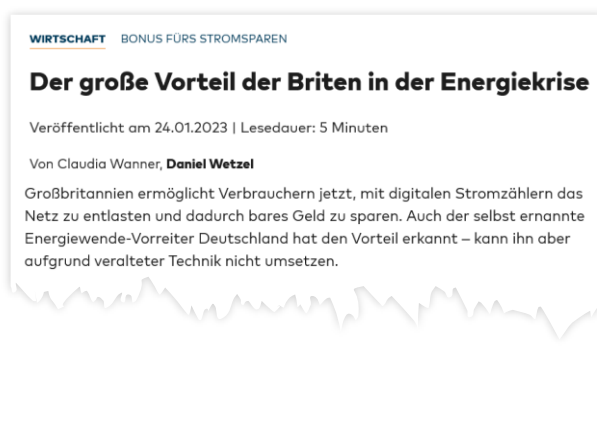 WIRTSCHAFT BONUS FÜRS STROMSPAREN
Der große Vorteil der Briten in der Energiekrise
Veröffentlicht am 24.01.2023 | Lesedauer: 5 Minuten
Von Claudia Wanner, Daniel Wetzel
Großbritannien ermöglicht Verbrauchern jetzt, mit digitalen Stromzählern das
Netz zu entlasten und dadurch bares Geld zu sparen. Auch der selbst ernannte
Energiewende-Vorreiter Deutschland hat den Vorteil erkannt – kann ihn aber
aufgrund veralteter Technik nicht umsetzen.